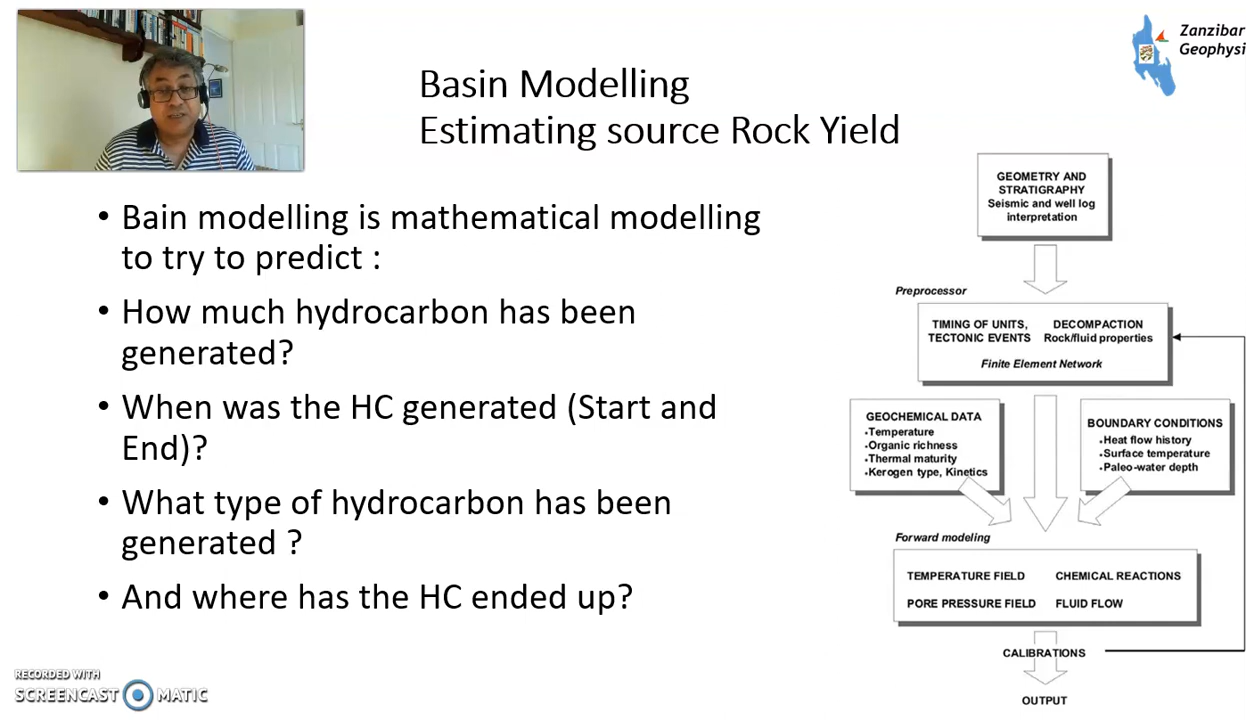 Zanzibar
Geophysi
Basin Modelling
Estimating source Rock Yield
• Bain modelling is mathematical modelling
to try to predict :
• How much hydrocarbon has been
generated?
• When was the HC generated (Start and
End)?
• What type of hydrocarbon has been
generated ?
• And where has the HC ended up?
GEOMETRY AND
STRATIGRAPHY
Seismic and well log
interpretation
Preprocessor
TIMING OF UNITS,
TECTONIC EVENTS
DECOMPACTION
Rock/fluid properties
Finite Element Network
GEOCHEMICAL DATA
•Temperature
•Organic richness
•Thermal maturity
•Kerogen type, Kinetics
BOUNDARY CONDITIONS
•Heat flow history
•Surface temperature
•Paleo-water depth
Forward modeling
TEMPERATURE FIELD
CHEMICAL REACTIONS
PORE PRESSURE FIELD
FLUID FLOW
CALIBRATIONS
OUTPUT
RECORDED WITH
SCREENCAST MATIC